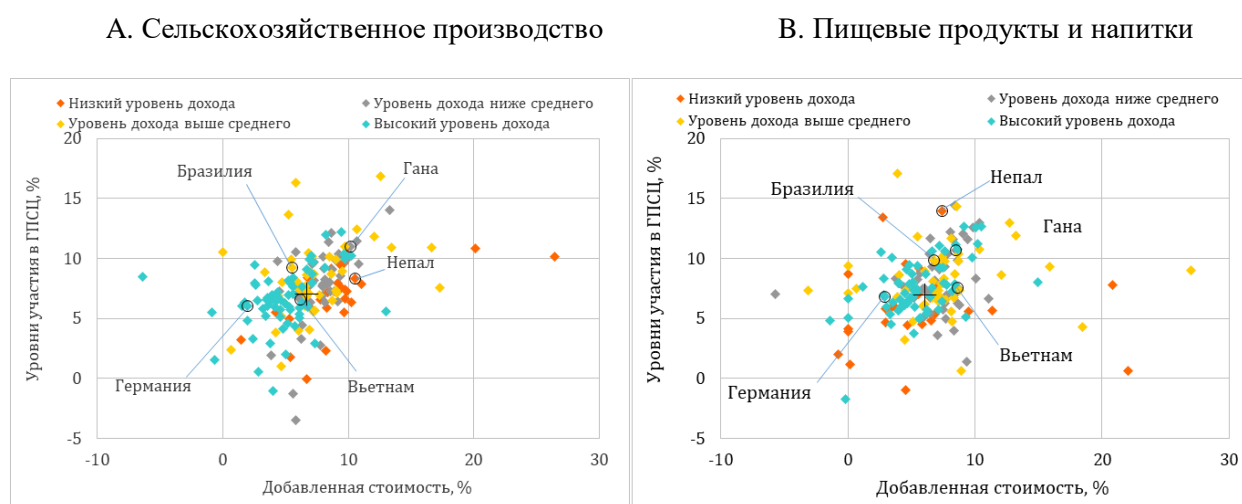 A. Сельскохозяйственное производство
B. Пищевые продукты и напитки
Низкий уровень дохода
Уровень дохода ниже среднего
Уровень дохода выше среднего
Высокий уровень дохода
20
15
10
5
0
-5
-10
0
10
20
30
Уровни участия в ГПСЦ, %
Добавленная стоимость, %
Бразилия
Гана
Непал
Германия
Вьетнам
Низкий уровень дохода
Уровень дохода ниже среднего
Уровень дохода выше среднего
Высокий уровень дохода
20
15
10
5
0
-5
-10
0
10
20
30
Уровни участия в ГПСЦ, %
Добавленная стоимость, %
Бразилия
Непал
Гана
Германия
Вьетнам